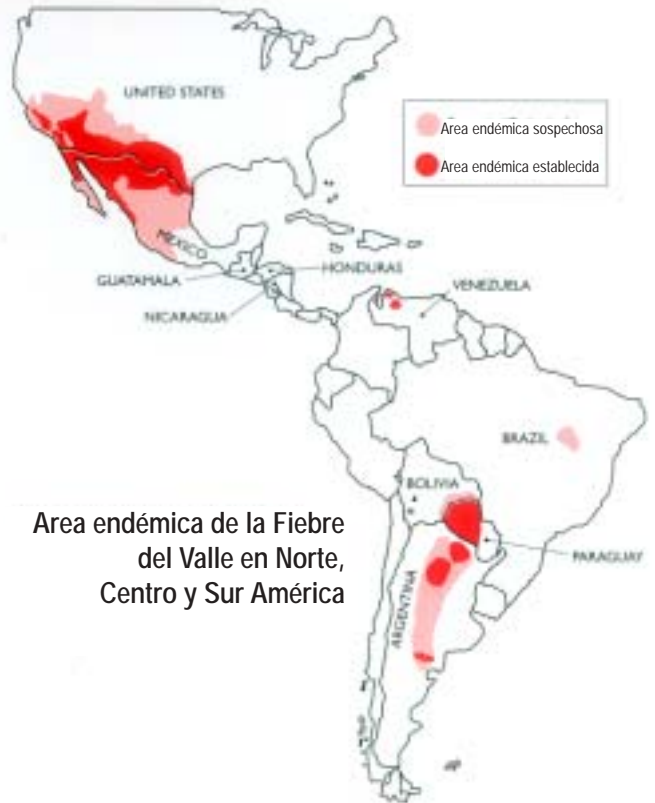 UNITED STATES
Area endémica sospechosa
Area endémica establecida
MEXICO
GUATAMALA
HONDURAS
NICARAGUA
VENEZUELA
BRAZIL
BOLIVIA
PARAGUAY
ARGENTINA
Area endémica de la Fiebre
del Valle en Norte,
Centro y Sur América